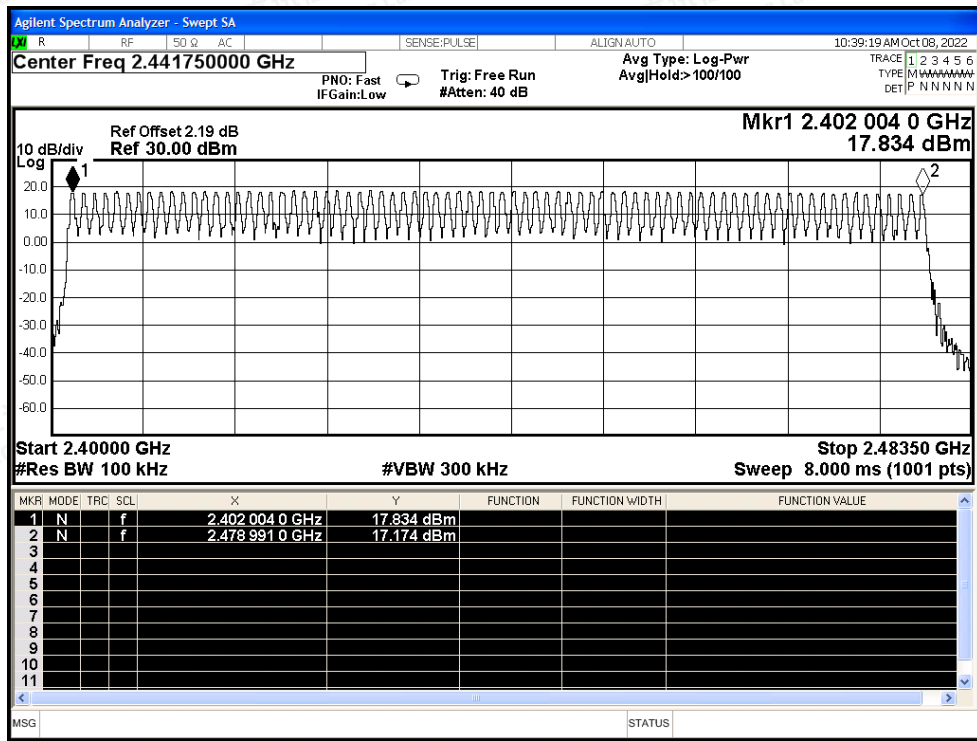 Agilent Spectrum Analyzer - Swept SA
LXI R RF 50 Ω AC SENSE:PULSE ALIGN AUTO 10:39:19 AM Oct 08, 2022
Center Freq 2.441750000 GHz
PNO: Fast
IFGain:Low
Trig: Free Run
#Atten: 40 dB
Avg Type: Log-Pwr
Avg|Hold:>100/100
TRACE 1 2 3 4 5 6
TYPE M W W W W W
DET P N N N N N
Mkr1 2.402 004 0 GHz
17.834 dBm
Ref Offset 2.19 dB
10 dB/div Ref 30.00 dBm
Log
1
2
20.0
10.0
0.00
-10.0
-20.0
-30.0
-40.0
-50.0
-60.0
Start 2.40000 GHz Stop 2.48350 GHz
#Res BW 100 kHz #VBW 300 kHz Sweep 8.000 ms (1001 pts)
MKR MODE TRC SCL X Y FUNCTION FUNCTION WIDTH FUNCTION VALUE
1 N f 2.402 004 0 GHz 17.834 dBm
2 N f 2.478 991 0 GHz 17.174 dBm
3
4
5
6
7
8
9
10
11
MSG STATUS